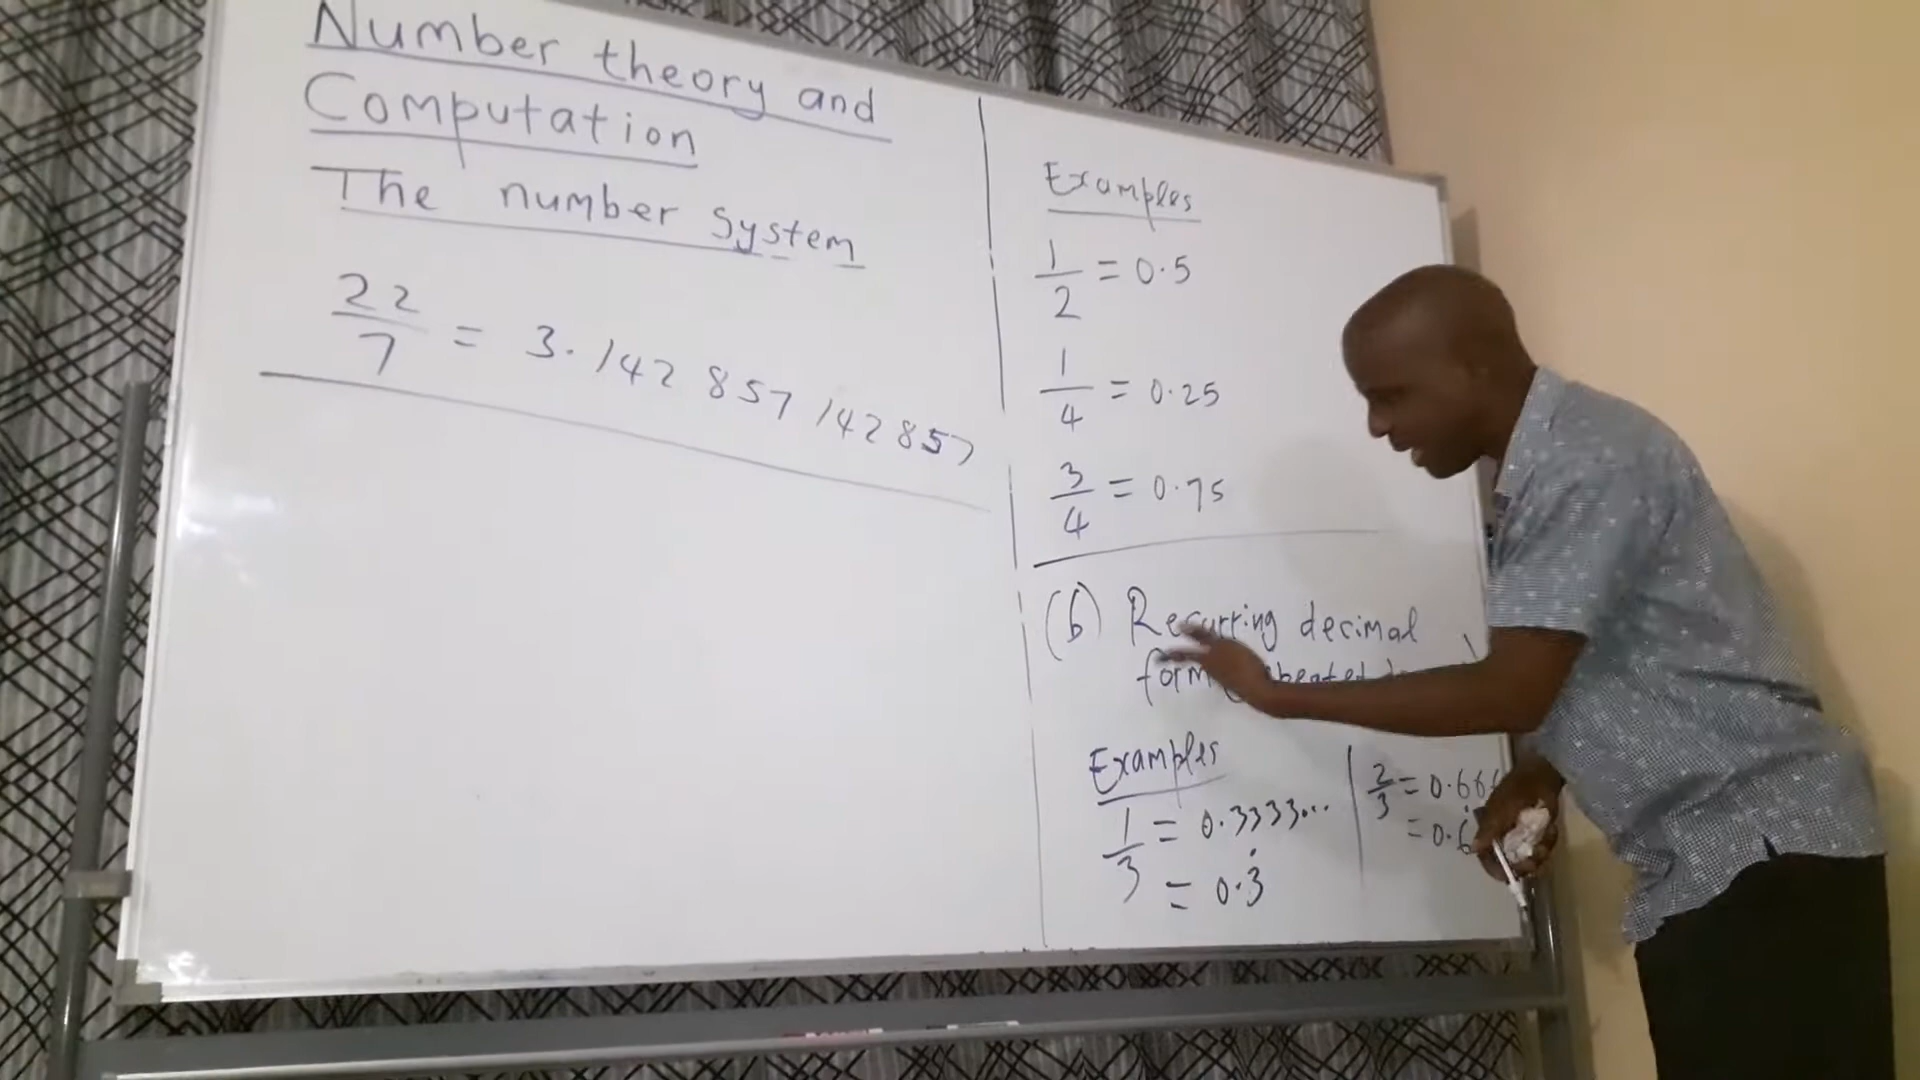 Number theory and
Computation
The number System
22/7 = 3.142 857 142857
Examples
1/2 = 0.5
1/4 = 0.25
3/4 = 0.75
(b) Recurring decimal
form
Examples
1/3 = 0.3333...
= 0.3̇
2/3 = 0.666
= 0.6̇